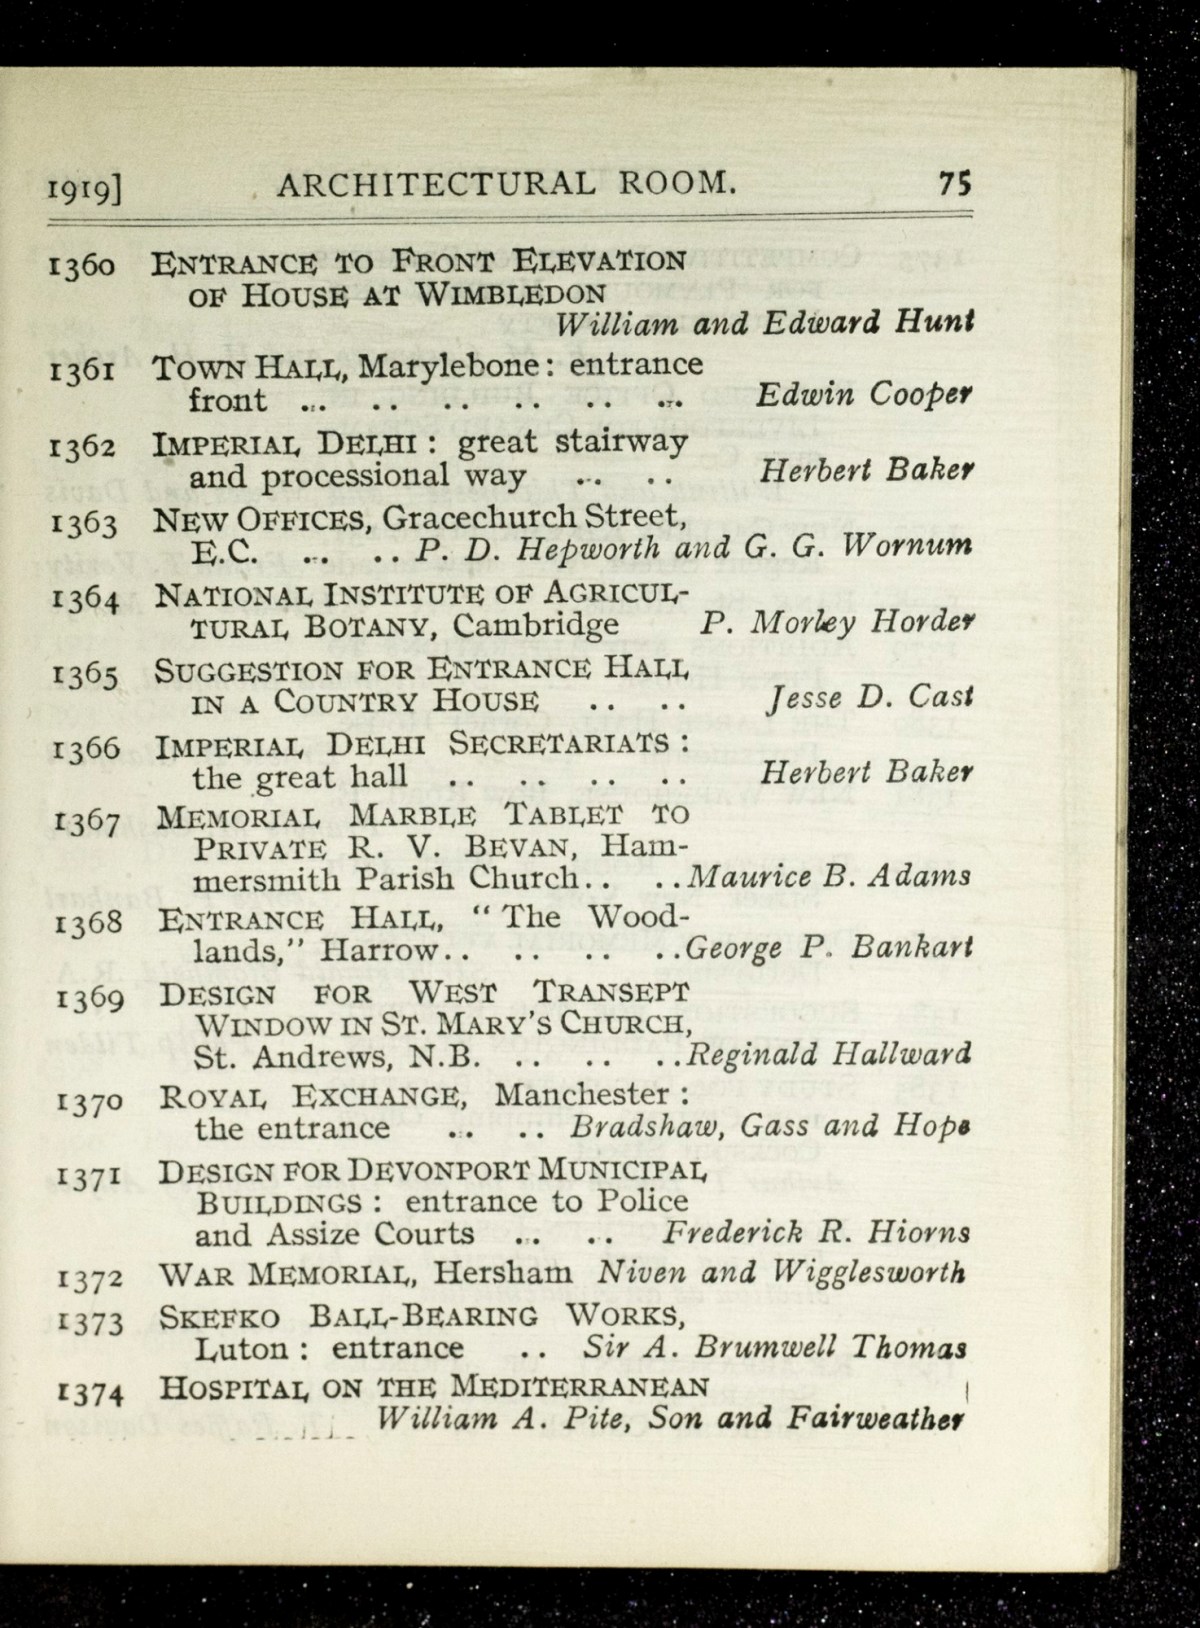 1919] ARCHITECTURAL ROOM. 75
1360 ENTRANCE TO FRONT ELEVATION
OF HOUSE AT WIMBLEDON
William and Edward Hunt
1361 TOWN HALL, Marylebone: entrance
front .. .. .. .. .. .. Edwin Cooper
1362 IMPERIAL DELHI: great stairway
and processional way .. .. Herbert Baker
1363 NEW OFFICES, Gracechurch Street,
E.C. .. .. P. D. Hepworth and G. G. Wornum
1364 NATIONAL INSTITUTE OF AGRICUL-
TURAL BOTANY, Cambridge P. Morley Horder
1365 SUGGESTION FOR ENTRANCE HALL
IN A COUNTRY HOUSE .. .. Jesse D. Cast
1366 IMPERIAL DELHI SECRETARIATS:
the great hall .. .. .. .. Herbert Baker
1367 MEMORIAL MARBLE TABLET TO
PRIVATE R. V. BEVAN, Ham-
mersmith Parish Church.. .. Maurice B. Adams
1368 ENTRANCE HALL, “The Wood-
lands,” Harrow.. .. .. .. George P. Bankart
1369 DESIGN FOR WEST TRANSEPT
WINDOW IN ST. MARY'S CHURCH,
St. Andrews, N.B. .. .. .. Reginald Hallward
1370 ROYAL EXCHANGE, Manchester:
the entrance .. .. Bradshaw, Gass and Hope
1371 DESIGN FOR DEVONPORT MUNICIPAL
BUILDINGS: entrance to Police
and Assize Courts .. .. Frederick R. Hiorns
1372 WAR MEMORIAL, Hersham Niven and Wigglesworth
1373 SKEFKO BALL-BEARING WORKS,
Luton: entrance .. Sir A. Brumwell Thomas
1374 HOSPITAL ON THE MEDITERRANEAN
William A. Pite, Son and Fairweather